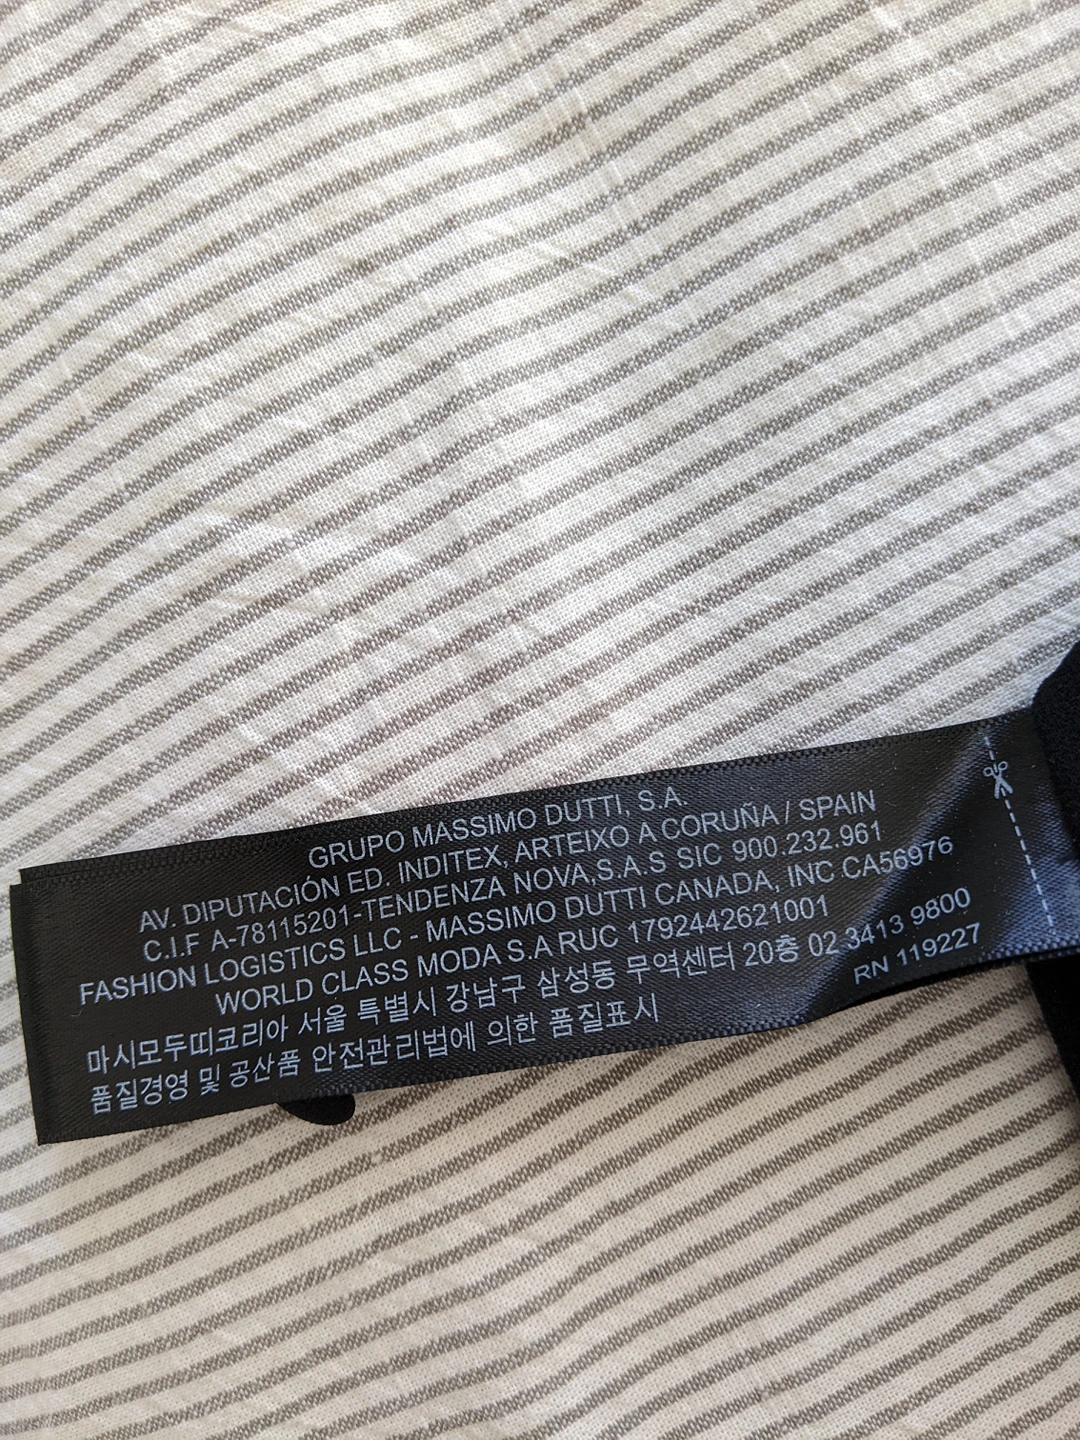 GRUPO MASSIMO DUTTI, S.A.
AV. DIPUTACIÓN ED. INDITEX, ARTEIXO A CORUÑA / SPAIN
C.I.F A-78115201-TENDENZA NOVA,S.A.S SIC 900.232.961
FASHION LOGISTICS LLC - MASSIMO DUTTI CANADA, INC CA56976
WORLD CLASS MODA S.A RUC 1792442621001
마시모두띠코리아 서울 특별시 강남구 삼성동 무역센터 20층 02 3413 9800
품질경영 및 공산품 안전관리법에 의한 품질표시
RN 119227